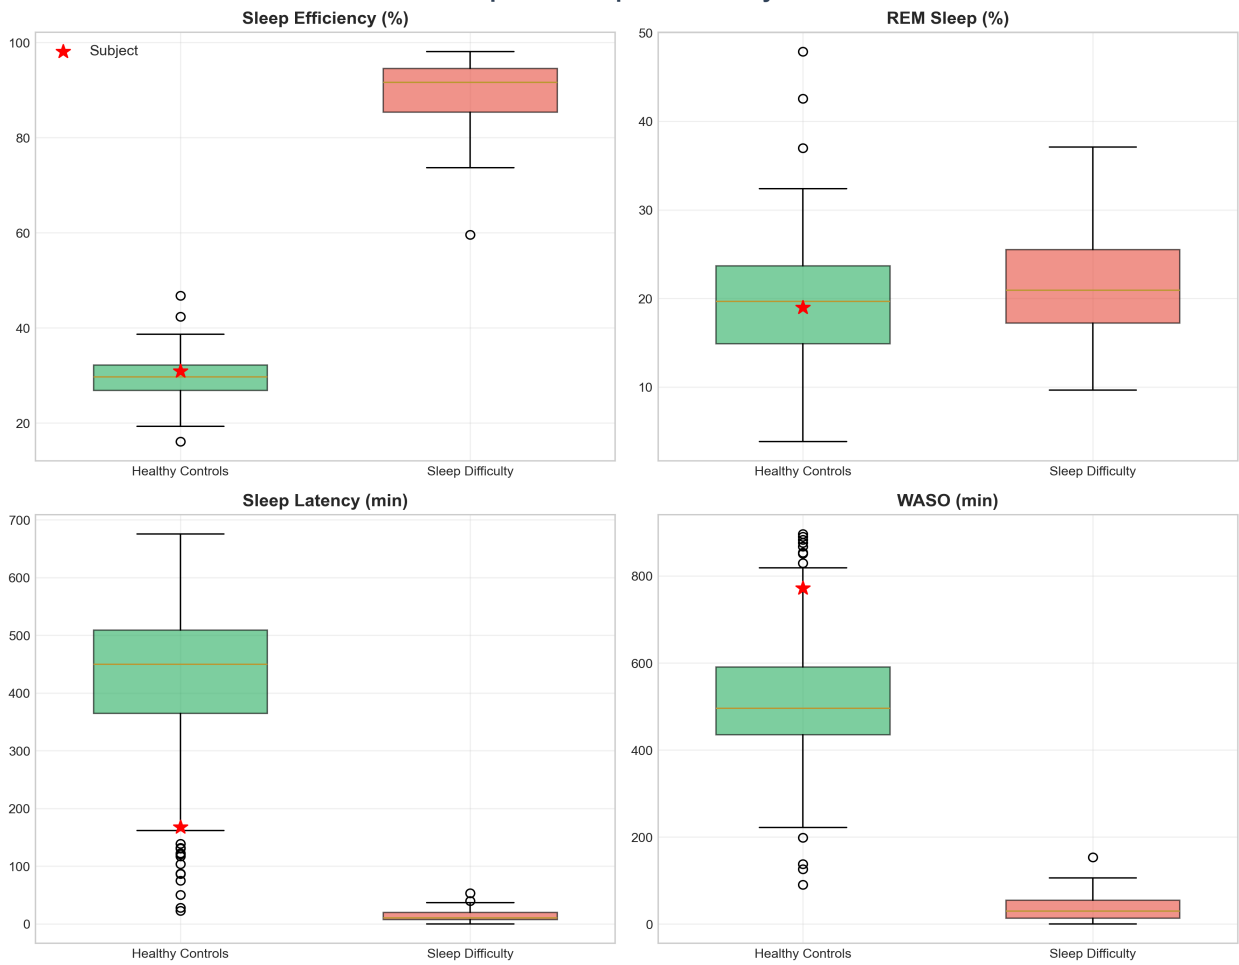 Sleep Efficiency (%)
100
80
60
40
20
Subject
Healthy Controls
Sleep Difficulty
REM Sleep (%)
50
40
30
20
10
Healthy Controls
Sleep Difficulty
Sleep Latency (min)
700
600
500
400
300
200
100
0
Healthy Controls
Sleep Difficulty
WASO (min)
800
600
400
200
0
Healthy Controls
Sleep Difficulty